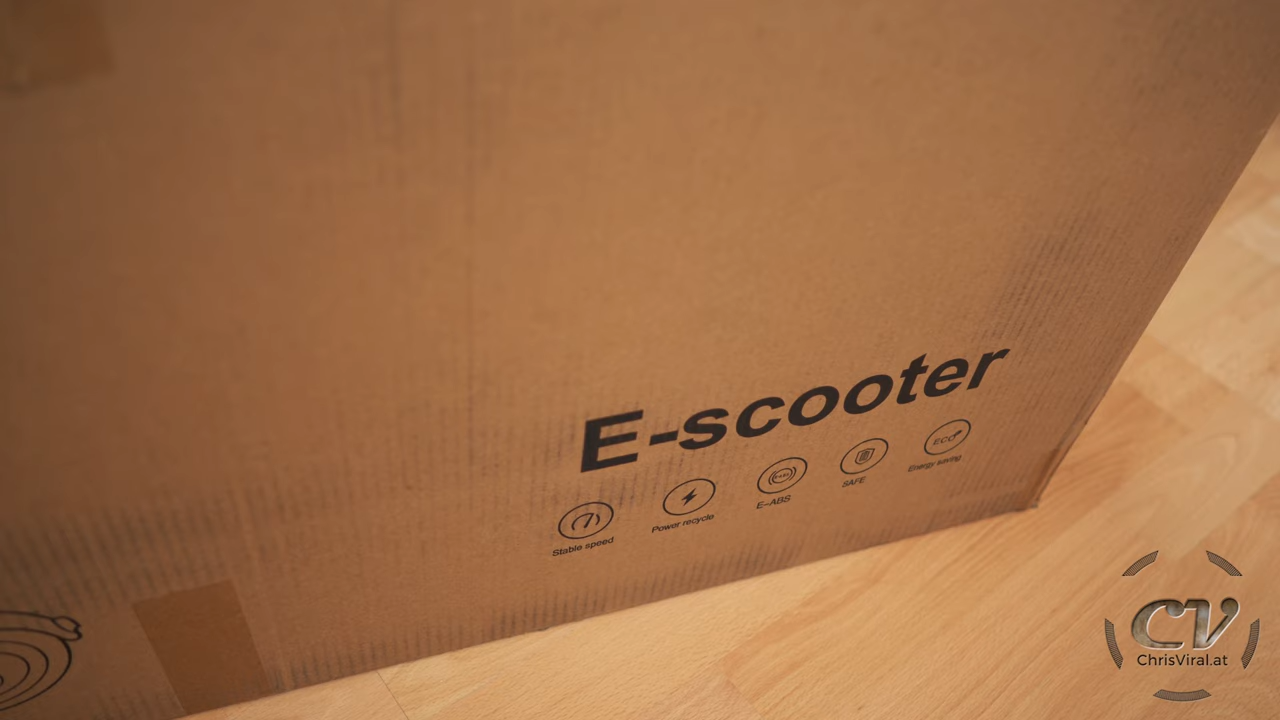 E-scooter
Stable speed
Power recycle
E-ABS
SAFE
ECO
Energy saving
CV
ChrisViral.at